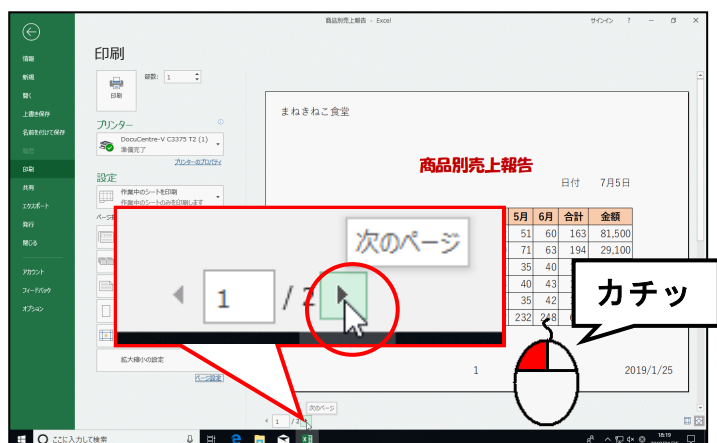 商品別売上報告 - Excel
サインイン ? － X
情報
新規
開く
上書き保存
名前を付けて保存
履歴
印刷
共有
エクスポート
発行
閉じる
アカウント
フィードバック
オプション
印刷
印刷
部数: 1
プリンター
DocuCentre-V C3375 T2 (1)
準備完了
プリンターのプロパティ
設定
作業中のシートを印刷
作業中のシートのみを印刷します
拡大縮小の設定
ページ設定
まねきねこ食堂
商品別売上報告
日付 7月5日
5月 6月 合計 金額
51 60 163 81,500
71 63 194 29,100
35 40
40 43
35 42
232 248
1 2019/1/25
次のページ
1 / 2
カチッ
次のページ
1 / 2
ここに入力して検索
18:19